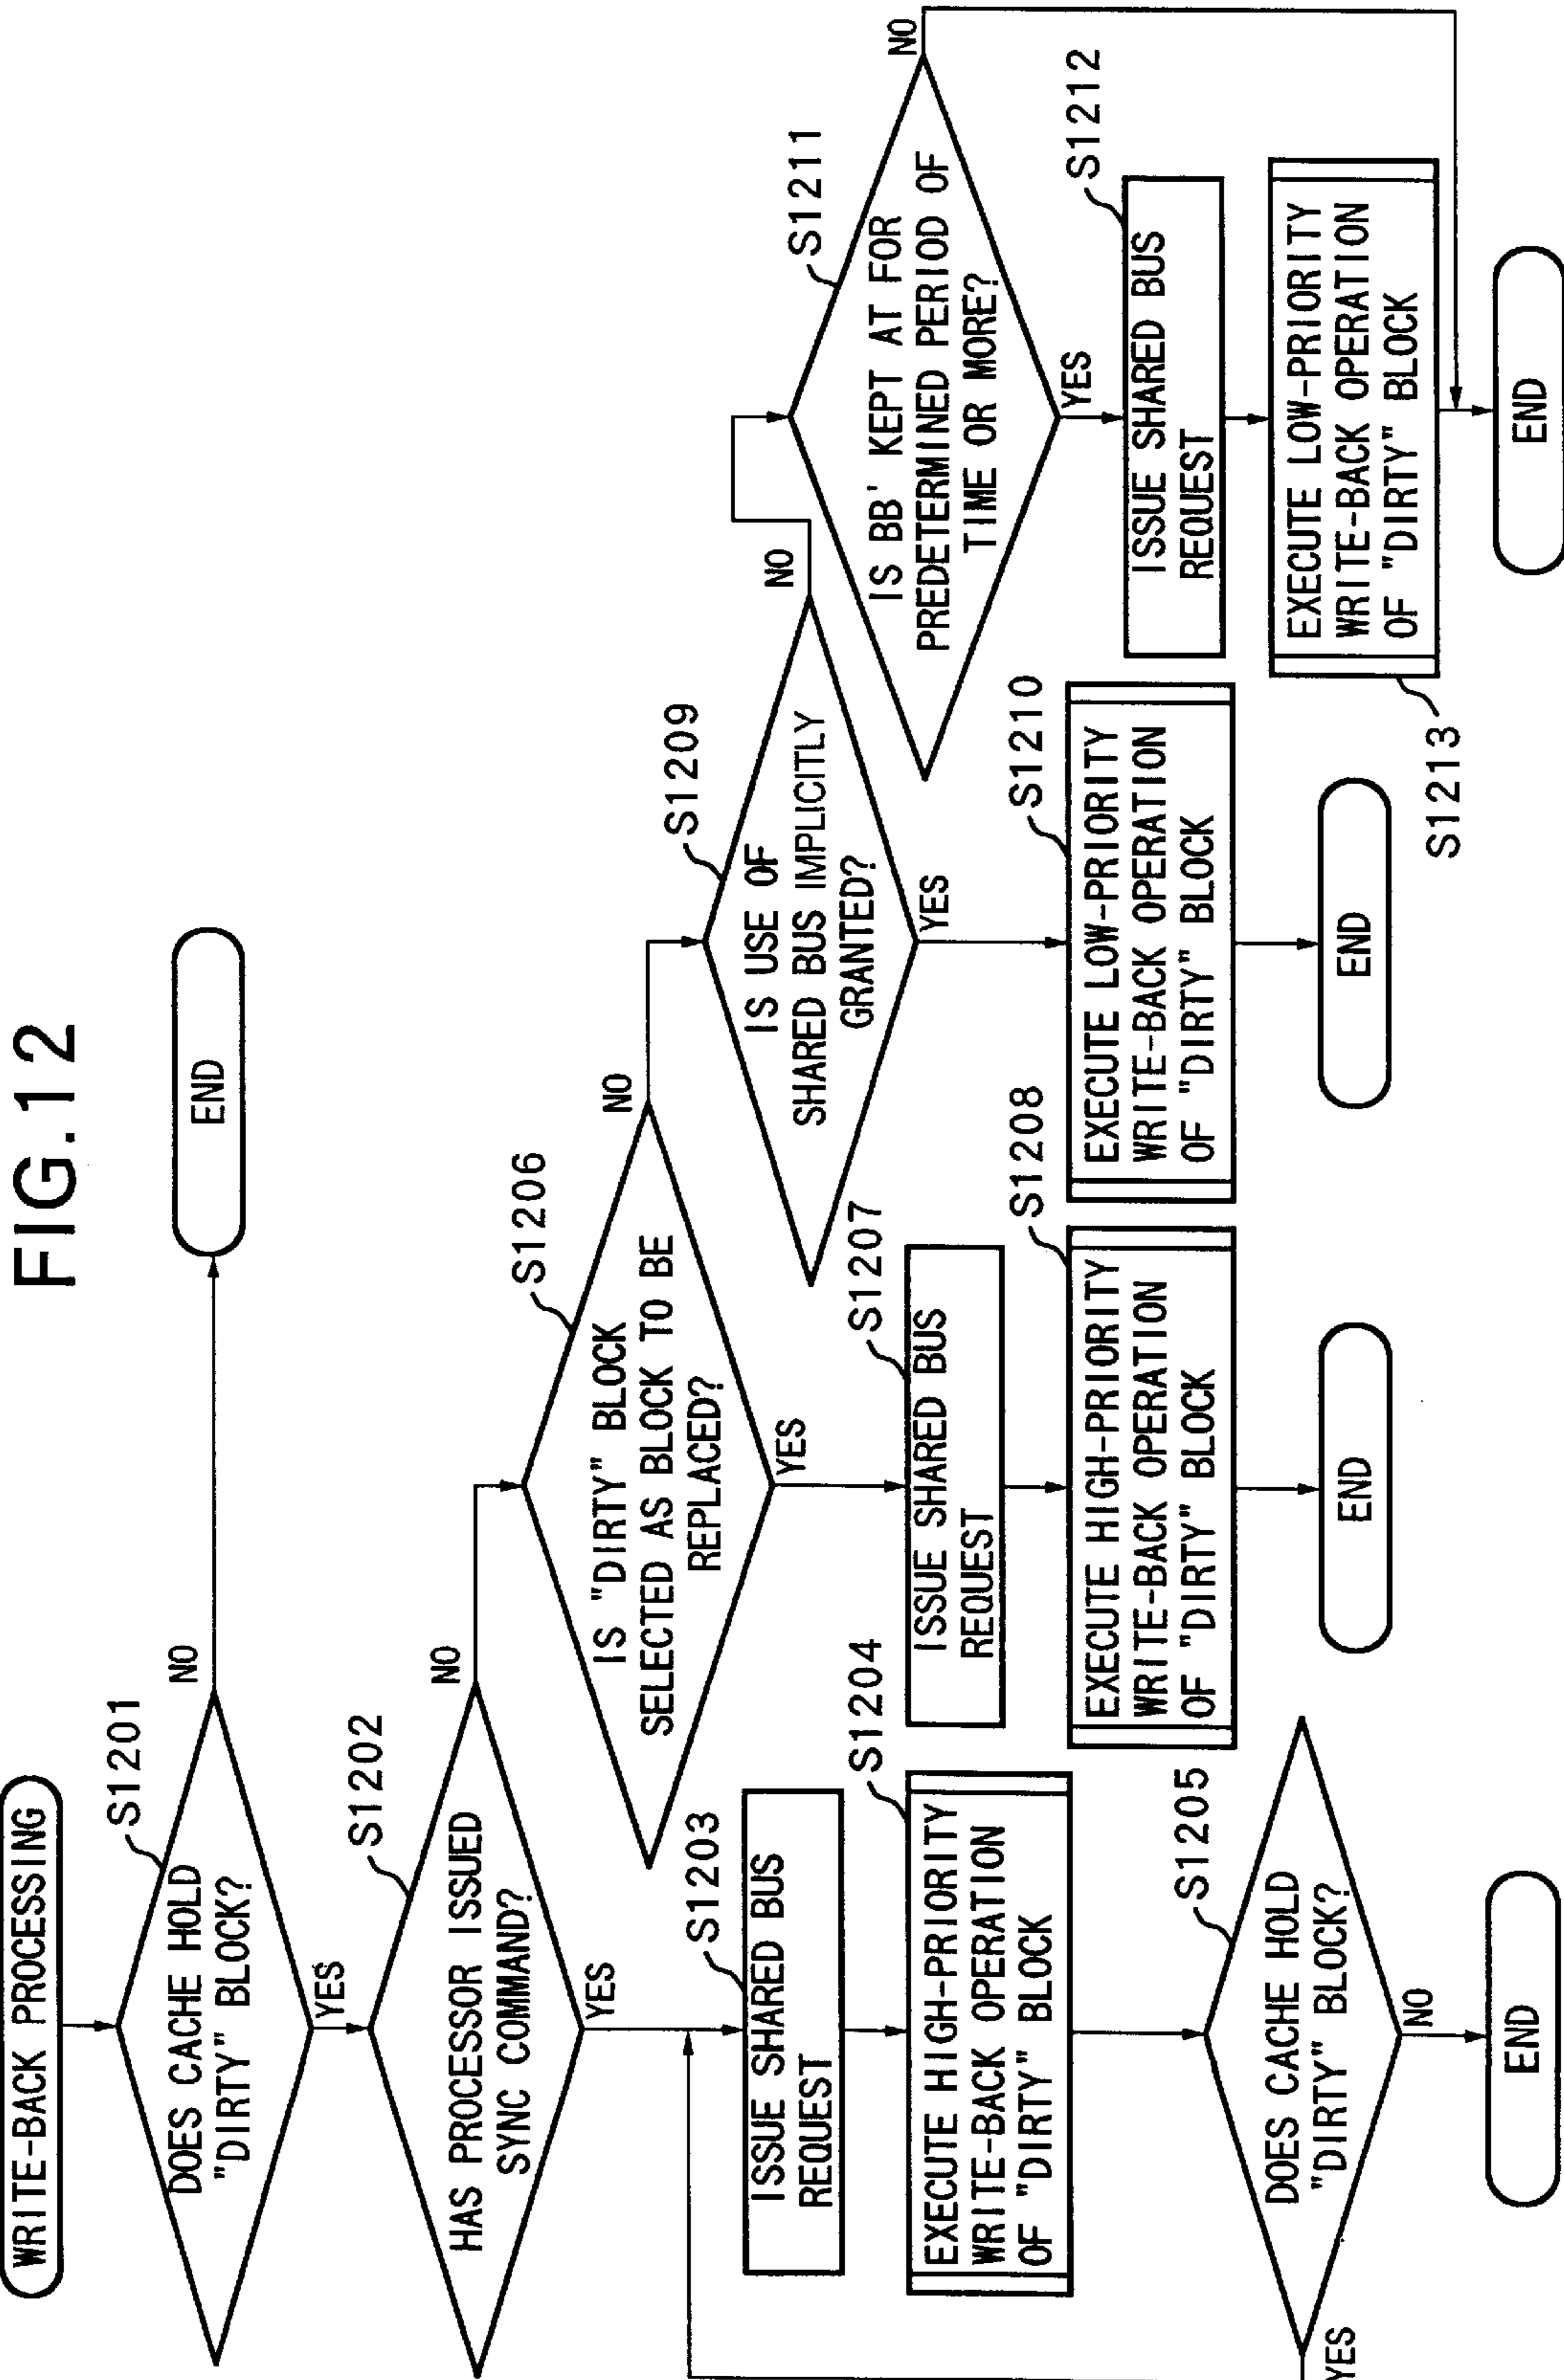 FIG.12
WRITE-BACK PROCESSING
S1201
DOES CACHE HOLD
"DIRTY" BLOCK?
NO
END
YES
S1202
HAS PROCESSOR ISSUED
SYNC COMMAND?
NO
YES
S1203
ISSUE SHARED BUS
REQUEST
S1204
EXECUTE HIGH-PRIORITY
WRITE-BACK OPERATION
OF "DIRTY" BLOCK
S1205
DOES CACHE HOLD
"DIRTY" BLOCK?
YES
NO
END
S1206
IS "DIRTY" BLOCK
SELECTED AS BLOCK TO BE
REPLACED?
NO
YES
S1207
ISSUE SHARED BUS
REQUEST
S1208
EXECUTE HIGH-PRIORITY
WRITE-BACK OPERATION
OF "DIRTY" BLOCK
END
S1209
IS USE OF
SHARED BUS IMPLICITLY
GRANTED?
NO
YES
S1210
EXECUTE LOW-PRIORITY
WRITE-BACK OPERATION
OF "DIRTY" BLOCK
END
S1211
IS BB' KEPT AT FOR
PREDETERMINED PERIOD OF
TIME OR MORE?
NO
YES
S1212
ISSUE SHARED BUS
REQUEST
EXECUTE LOW-PRIORITY
WRITE-BACK OPERATION
OF "DIRTY" BLOCK
S1213
END